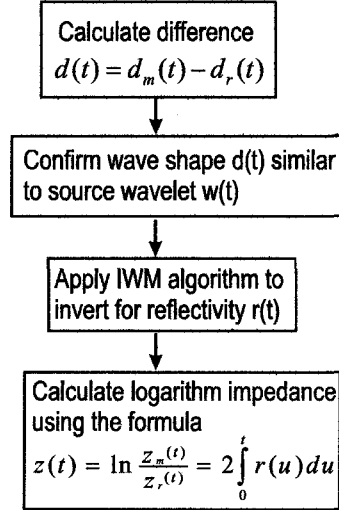 Calculate difference
d(t) = d_m(t) − d_r(t)
Confirm wave shape d(t) similar
to source wavelet w(t)
Apply IWM algorithm to
invert for reflectivity r(t)
Calculate logarithm impedance
using the formula
z(t) = ln z_m(t)/z_r(t) = 2∫_0^t r(u)du